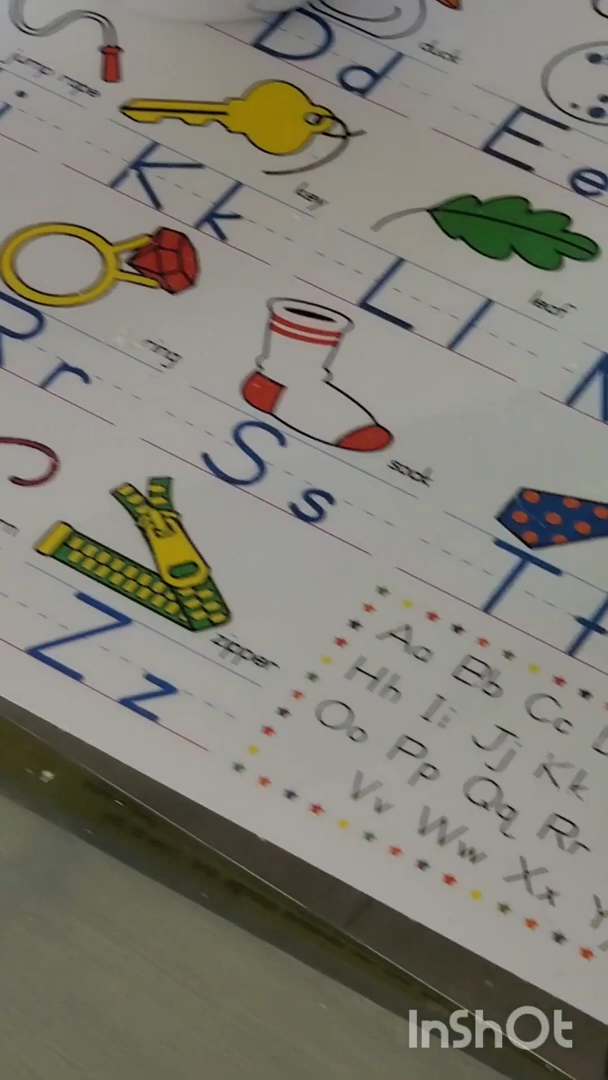 Dd
duck
jump rope
Ee
Kk
key
Ll
leaf
Rr
ring
Ss
sock
Tt
Zz
zipper
Aa Bb Cc
Hh Ii Jj Kk
Oo Pp Qq Rr
Vv Ww Xx
InShOt